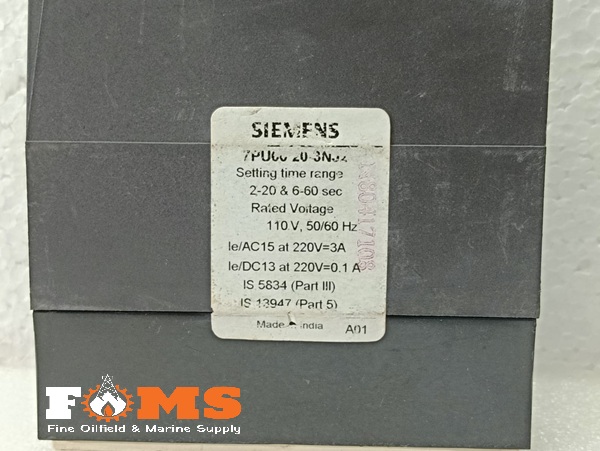 SIEMENS
Setting time range
2-20 & 6-60 sec
Rated Voltage
110 V, 50/60 Hz
Ie/AC15 at 220V=3A
Ie/DC13 at 220V=0.1 A
IS 5834 (Part III)
IS 13947 (Part 5)
Made India
A01
FOMS
Fine Oilfield & Marine Supply